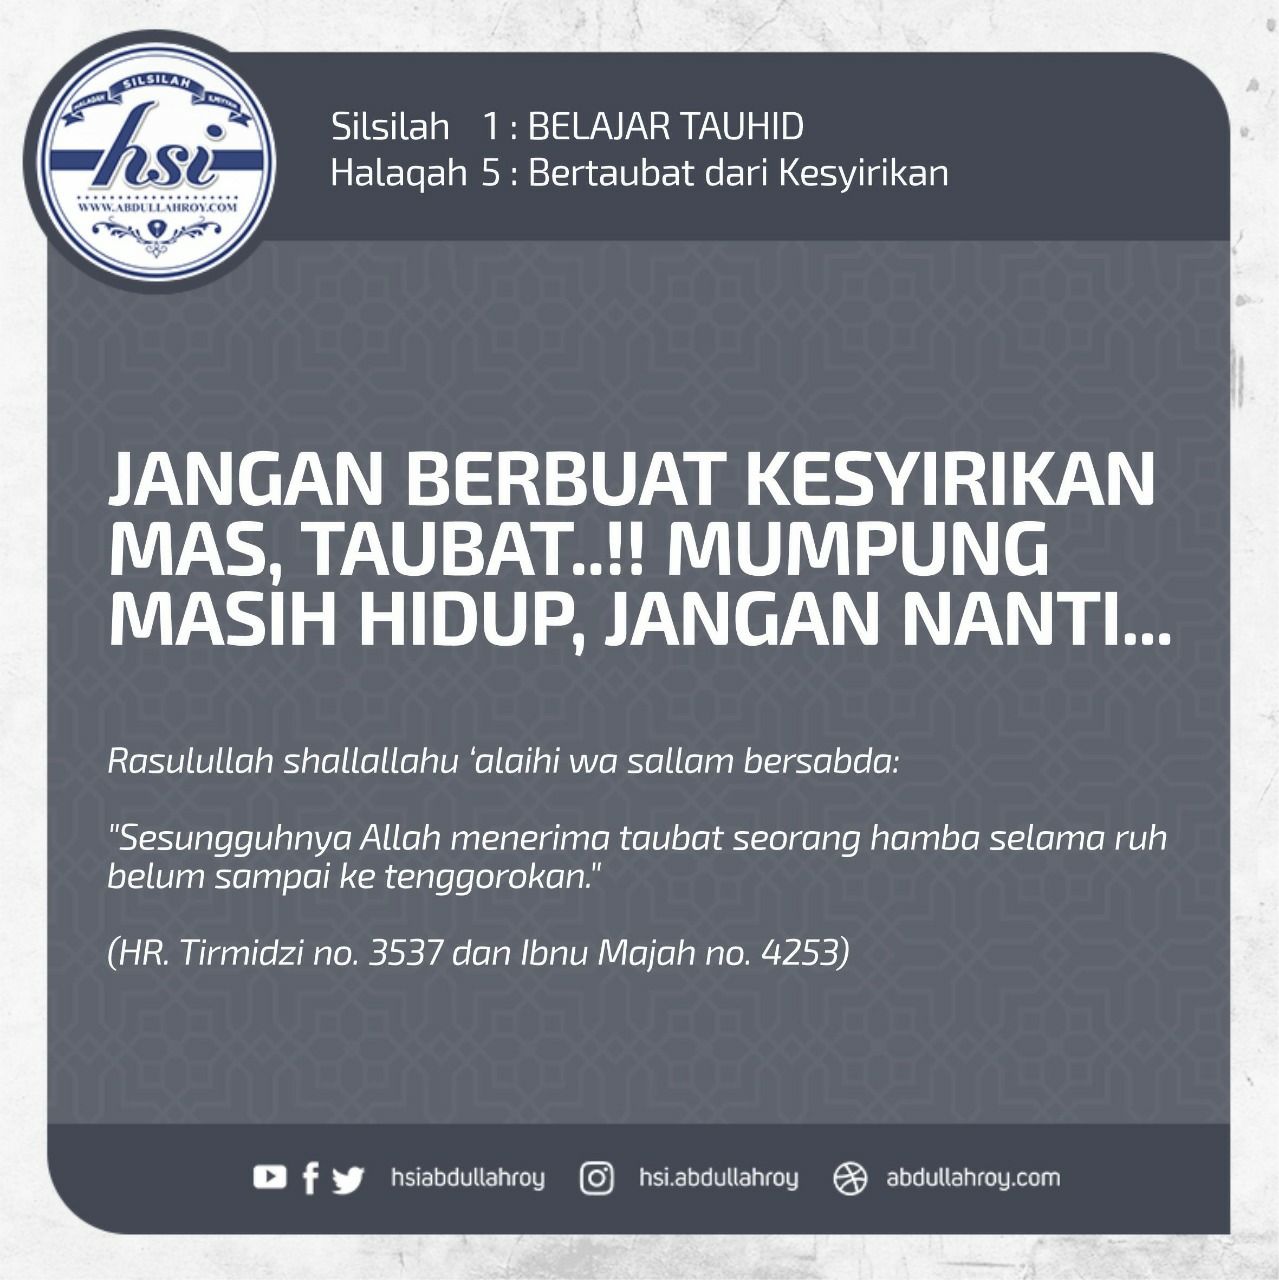 HALAQAH SILSILAH ILMIYYAH
hsi
WWW.ABDULLAHROY.COM
Silsilah 1 : BELAJAR TAUHID
Halaqah 5 : Bertaubat dari Kesyirikan
JANGAN BERBUAT KESYIRIKAN
MAS, TAUBAT..!! MUMPUNG
MASIH HIDUP, JANGAN NANTI...
Rasulullah shallallahu ‘alaihi wa sallam bersabda:
"Sesungguhnya Allah menerima taubat seorang hamba selama ruh
belum sampai ke tenggorokan."
(HR. Tirmidzi no. 3537 dan Ibnu Majah no. 4253)
hsiabdullahroy hsi.abdullahroy abdullahroy.com